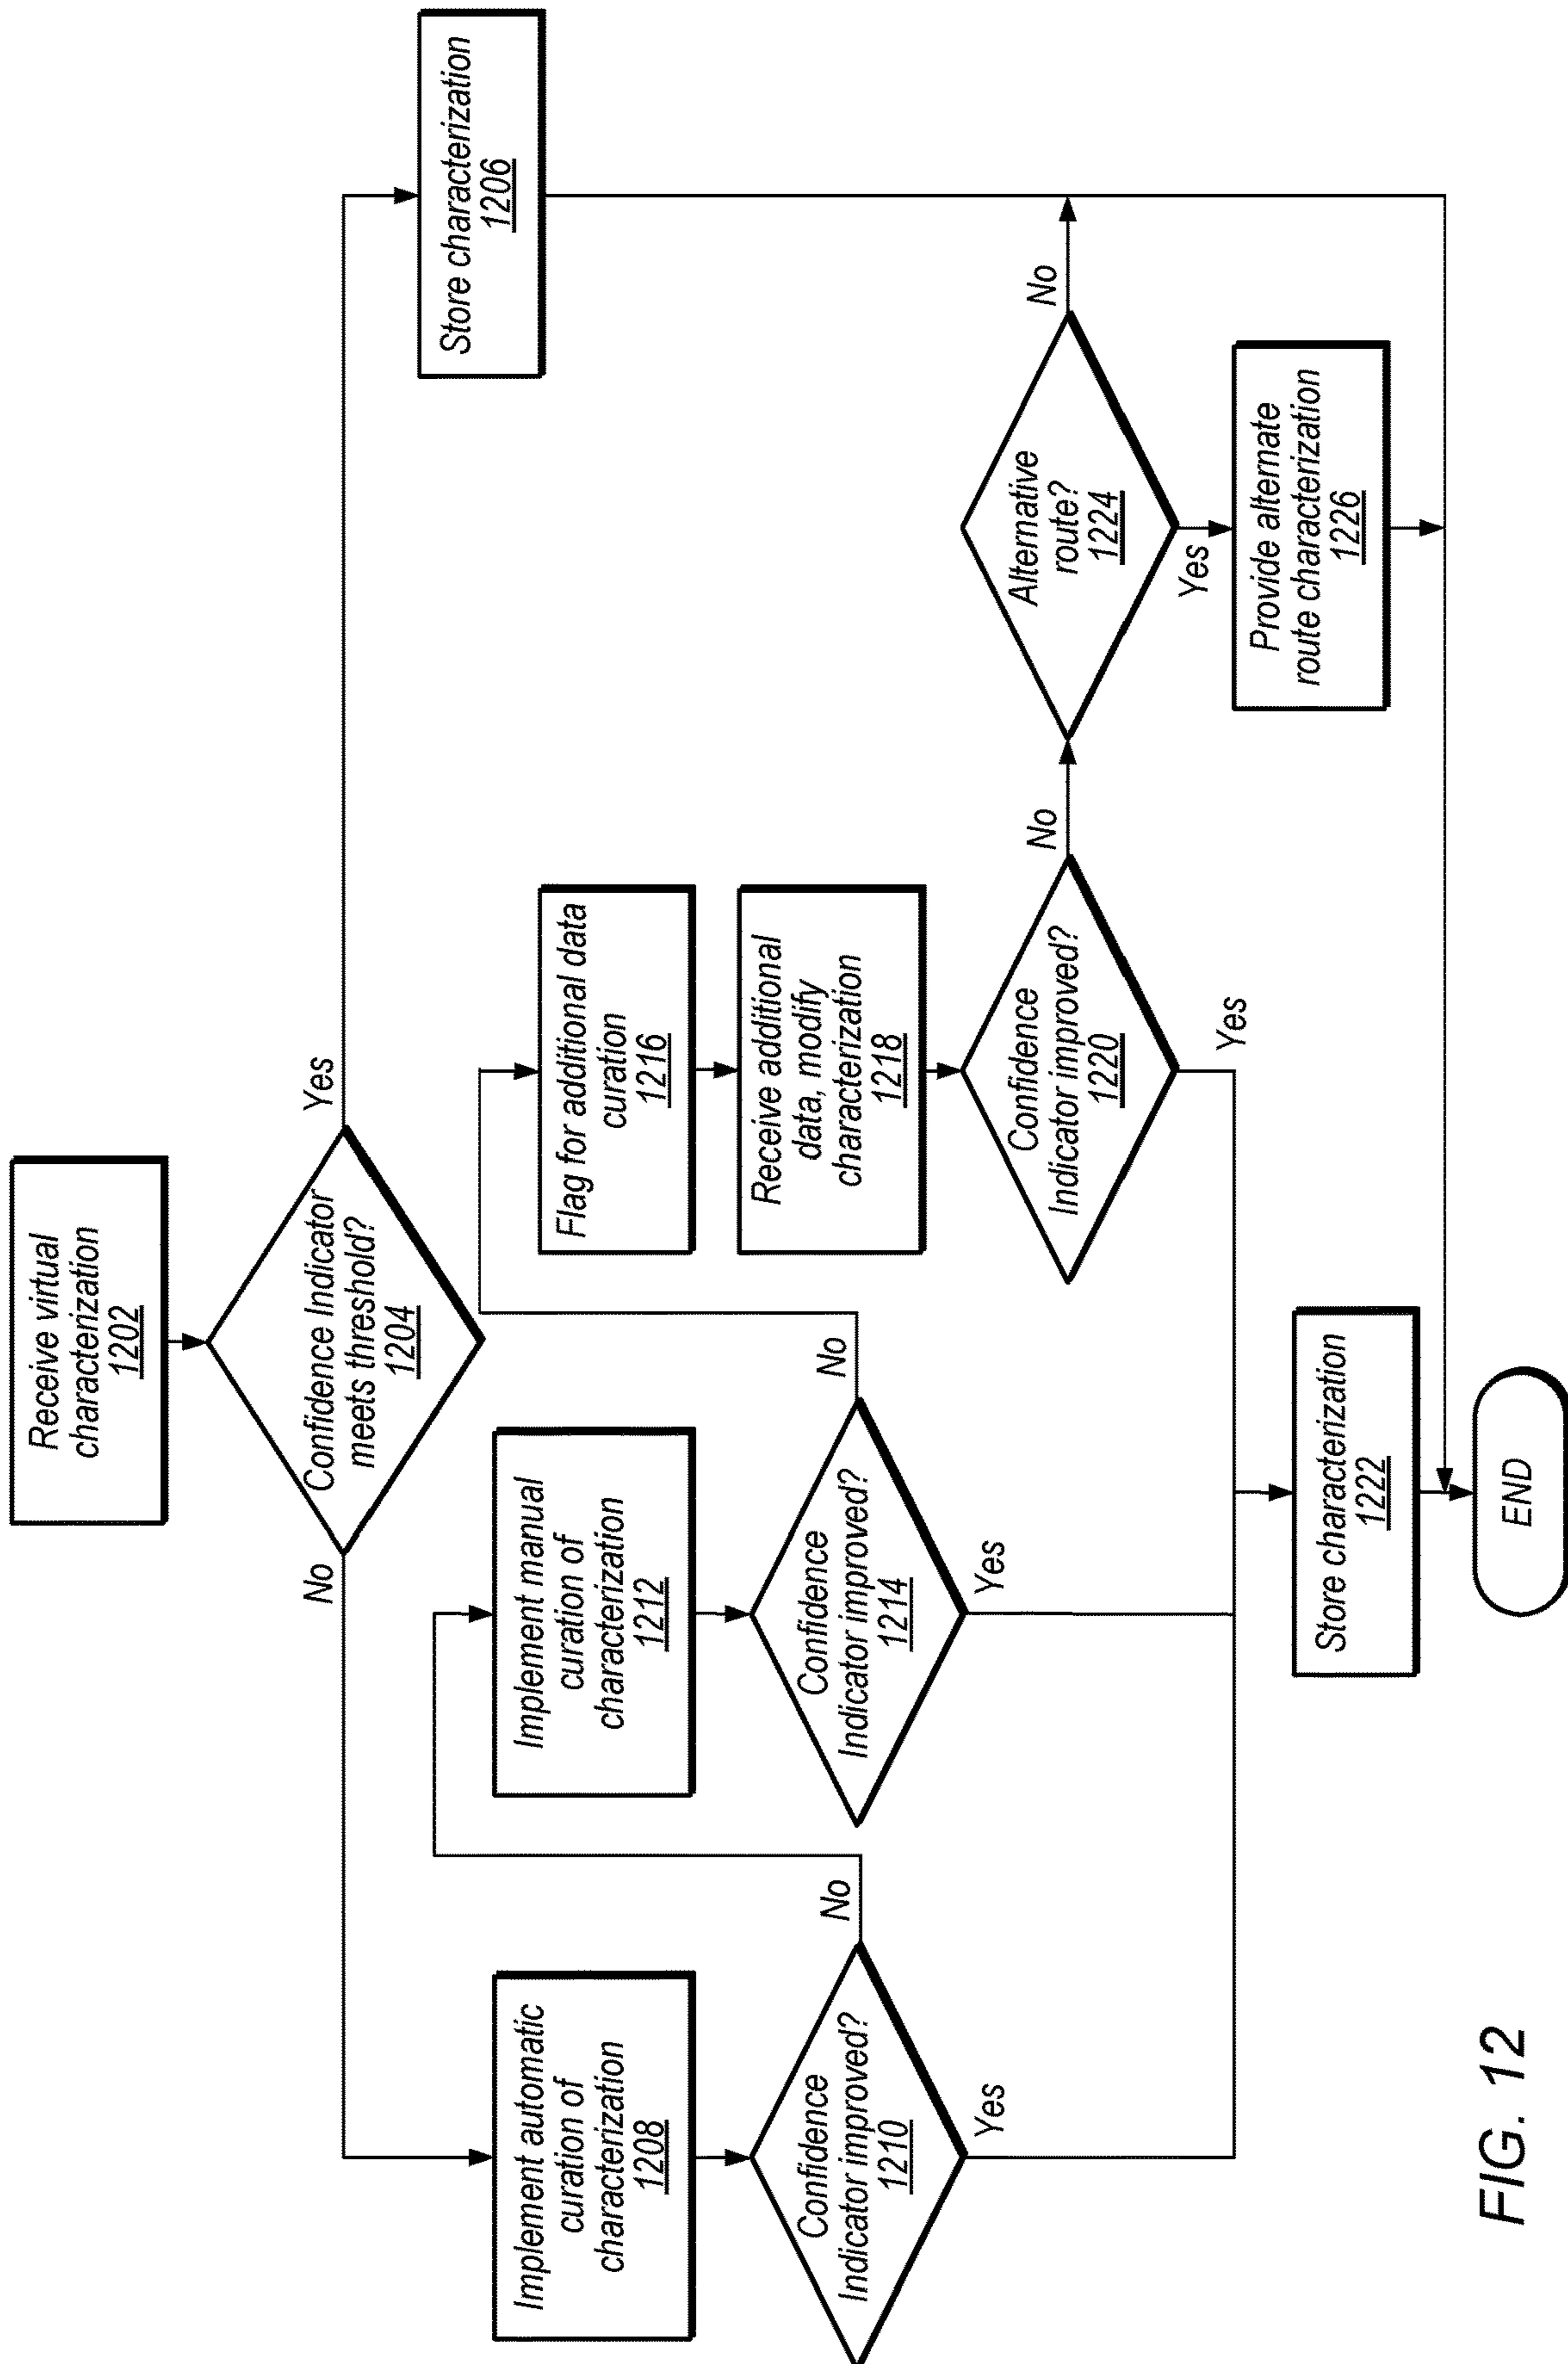 Receive virtual
characterization
1202
Confidence Indicator
meets threshold?
1204
No
Yes
Store characterization
1206
Implement automatic
curation of
characterization
1208
Confidence
Indicator improved?
1210
No
Yes
Implement manual
curation of
characterization
1212
Confidence
Indicator improved?
1214
No
Yes
Flag for additional data
curation
1216
Receive additional
data, modify
characterization
1218
Confidence
Indicator improved?
1220
No
Yes
Alternative
route?
1224
No
Yes
Provide alternate
route characterization
1226
Store characterization
1222
END
FIG. 12